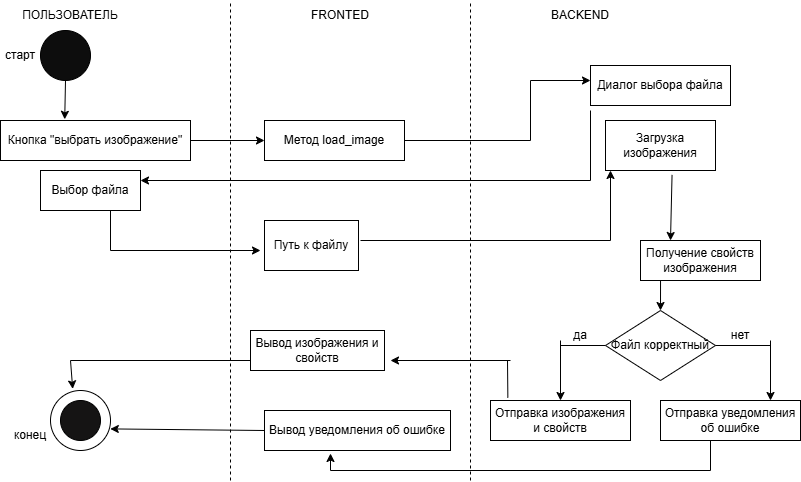 ПОЛЬЗОВАТЕЛЬ
FRONTED
BACKEND
старт
Кнопка "выбрать изображение"
Метод load_image
Диалог выбора файла
Загрузка
изображения
Выбор файла
Путь к файлу
Получение свойств
изображения
да
Файл корректный
нет
Вывод изображения и
свойств
Отправка изображения
и свойств
Отправка уведомления
об ошибке
Вывод уведомления об ошибке
конец